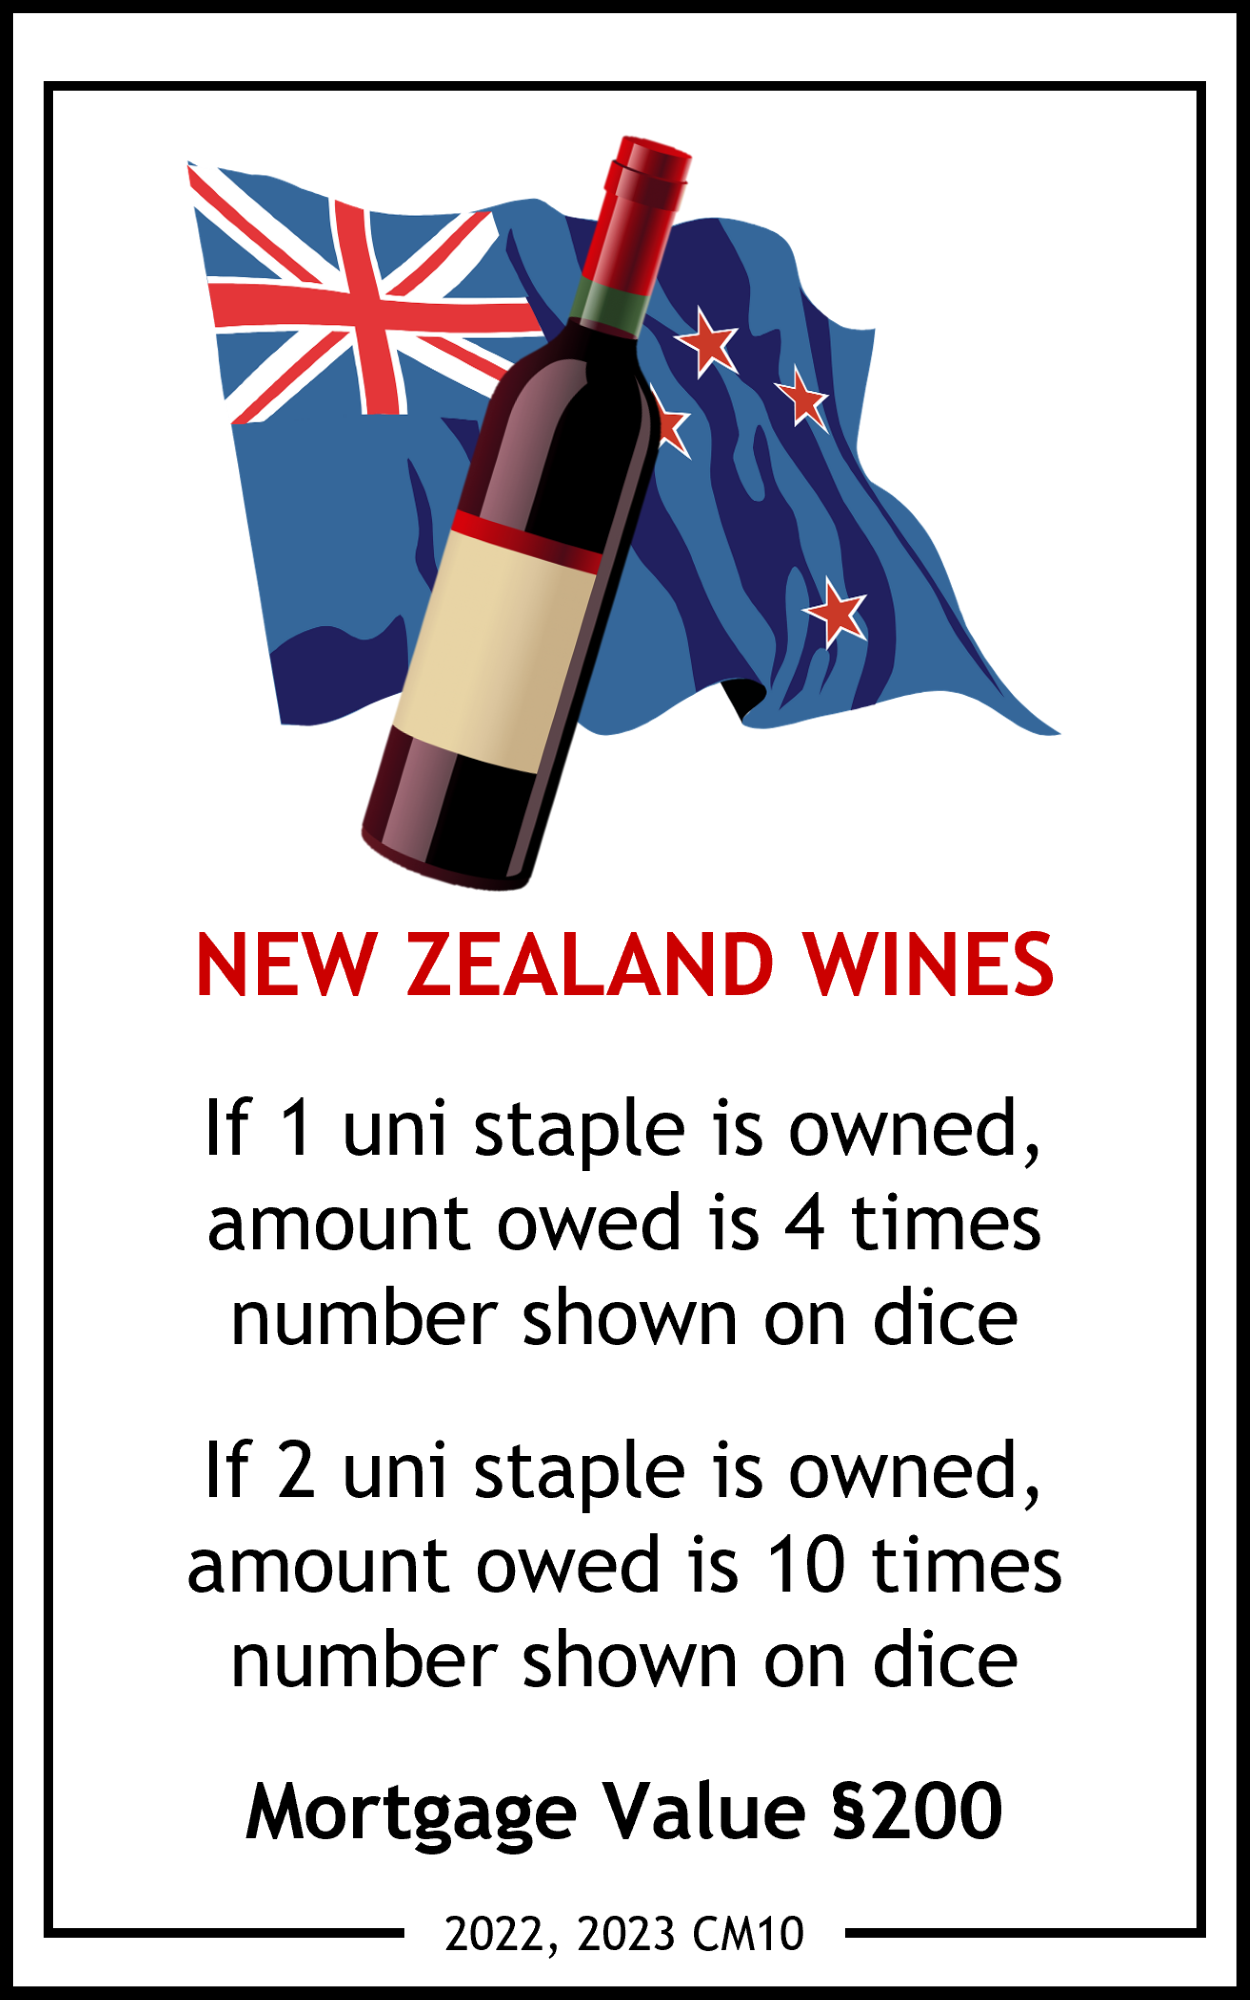 NEW ZEALAND WINES
If 1 uni staple is owned,
amount owed is 4 times
number shown on dice
If 2 uni staple is owned,
amount owed is 10 times
number shown on dice
Mortgage Value §200
2022, 2023 CM10